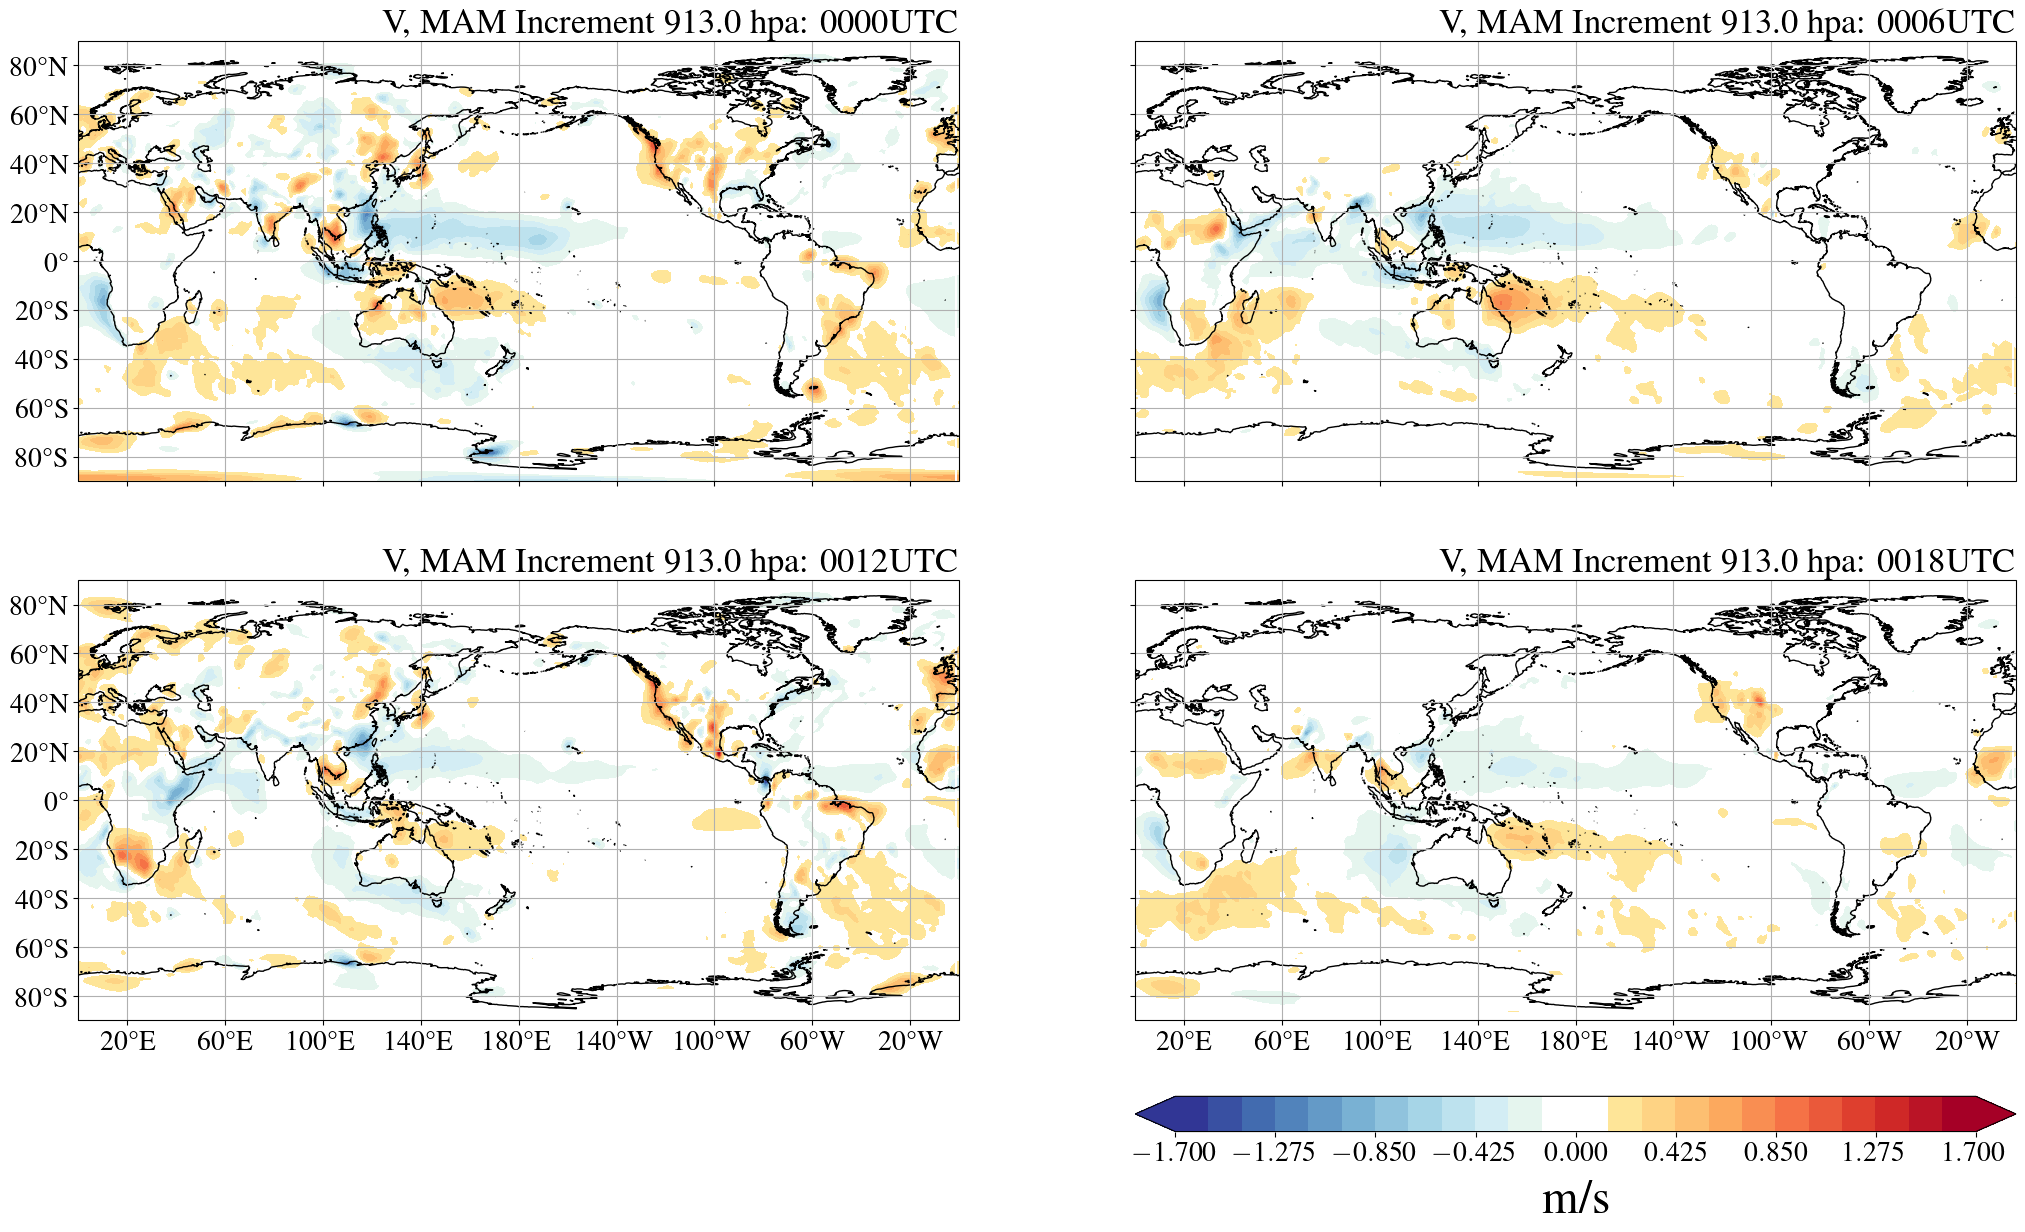 V, MAM Increment 913.0 hpa: 0000UTC
V, MAM Increment 913.0 hpa: 0006UTC
80°N
60°N
40°N
20°N
0°
20°S
40°S
60°S
80°S
V, MAM Increment 913.0 hpa: 0012UTC
V, MAM Increment 913.0 hpa: 0018UTC
80°N
60°N
40°N
20°N
0°
20°S
40°S
60°S
80°S
20°E 60°E 100°E 140°E 180°E 140°W 100°W 60°W 20°W
20°E 60°E 100°E 140°E 180°E 140°W 100°W 60°W 20°W
−1.700 −1.275 −0.850 −0.425 0.000 0.425 0.850 1.275 1.700
m/s